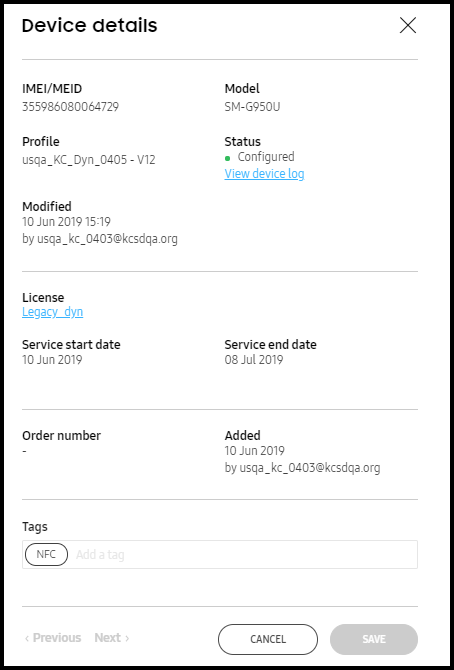 Device details
IMEI/MEID
355986080064729
Model
SM-G950U
Profile
usqa_KC_Dyn_0405 - V12
Status
Configured
View device log
Modified
10 Jun 2019 15:19
by usqa_kc_0403@kcsdqa.org
License
Legacy_dyn
Service start date
10 Jun 2019
Service end date
08 Jul 2019
Order number
-
Added
10 Jun 2019
by usqa_kc_0403@kcsdqa.org
Tags
NFC Add a tag
‹ Previous Next › CANCEL SAVE